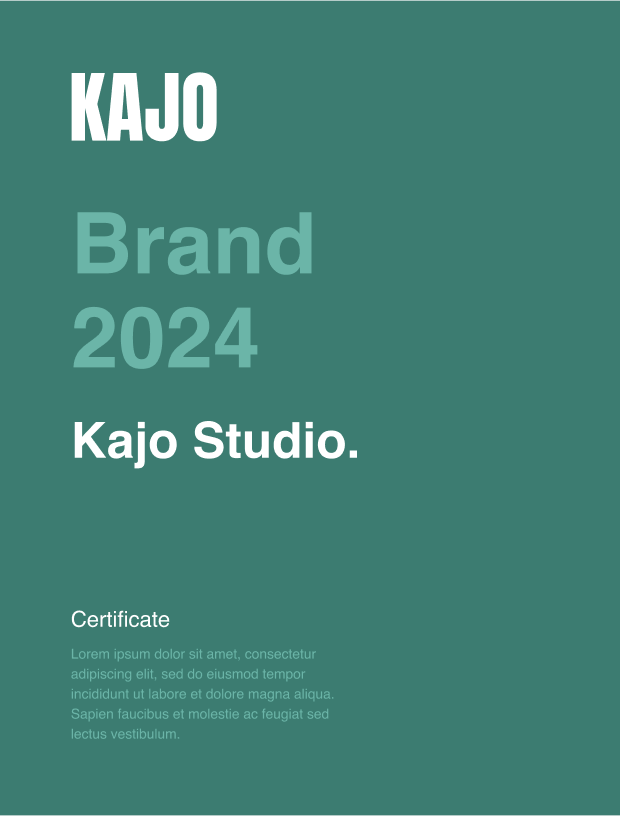 KAJO
Brand
2024
Kajo Studio.
Certificate
Lorem ipsum dolor sit amet, consectetur
adipiscing elit, sed do eiusmod tempor
incididunt ut labore et dolore magna aliqua.
Sapien faucibus et molestie ac feugiat sed
lectus vestibulum.